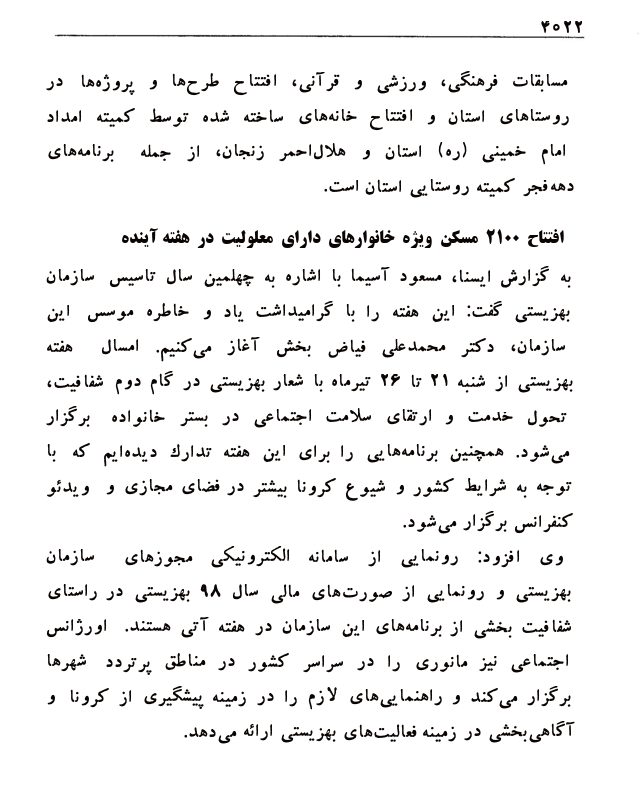 ۴۰۲۲
مسابقات فرهنگی، ورزشی و قرآنی، افتتاح طرح‌ها و پروژه‌ها در
روستاهای استان و افتتاح خانه‌های ساخته شده توسط کمیته امداد
امام خمینی (ره) استان و هلال‌احمر زنجان، از جمله برنامه‌های
دهه‌فجر کمیته روستایی استان است.
افتتاح ۲۱۰۰ مسکن ویژه خانوارهای دارای معلولیت در هفته آینده
به گزارش ایسنا، مسعود آسیما با اشاره به چهلمین سال تاسیس سازمان
بهزیستی گفت: این هفته را با گرامیداشت یاد و خاطره موسس این
سازمان، دکتر محمدعلی فیاض بخش آغاز می‌کنیم. امسال هفته
بهزیستی از شنبه ۲۱ تا ۲۶ تیرماه با شعار بهزیستی در گام دوم شفافیت،
تحول خدمت و ارتقای سلامت اجتماعی در بستر خانواده برگزار
می‌شود. همچنین برنامه‌هایی را برای این هفته تدارك دیده‌ایم که با
توجه به شرایط کشور و شیوع کرونا بیشتر در فضای مجازی و ویدئو
کنفرانس برگزار می‌شود.
وی افزود: رونمایی از سامانه الکترونیکی مجوزهای سازمان
بهزیستی و رونمایی از صورت‌های مالی سال ۹۸ بهزیستی در راستای
شفافیت بخشی از برنامه‌های این سازمان در هفته آتی هستند. اورژانس
اجتماعی نیز مانوری را در سراسر کشور در مناطق پرتردد شهرها
برگزار می‌کند و راهنمایی‌های لازم را در زمینه پیشگیری از کرونا و
آگاهی‌بخشی در زمینه فعالیت‌های بهزیستی ارائه می‌دهد.